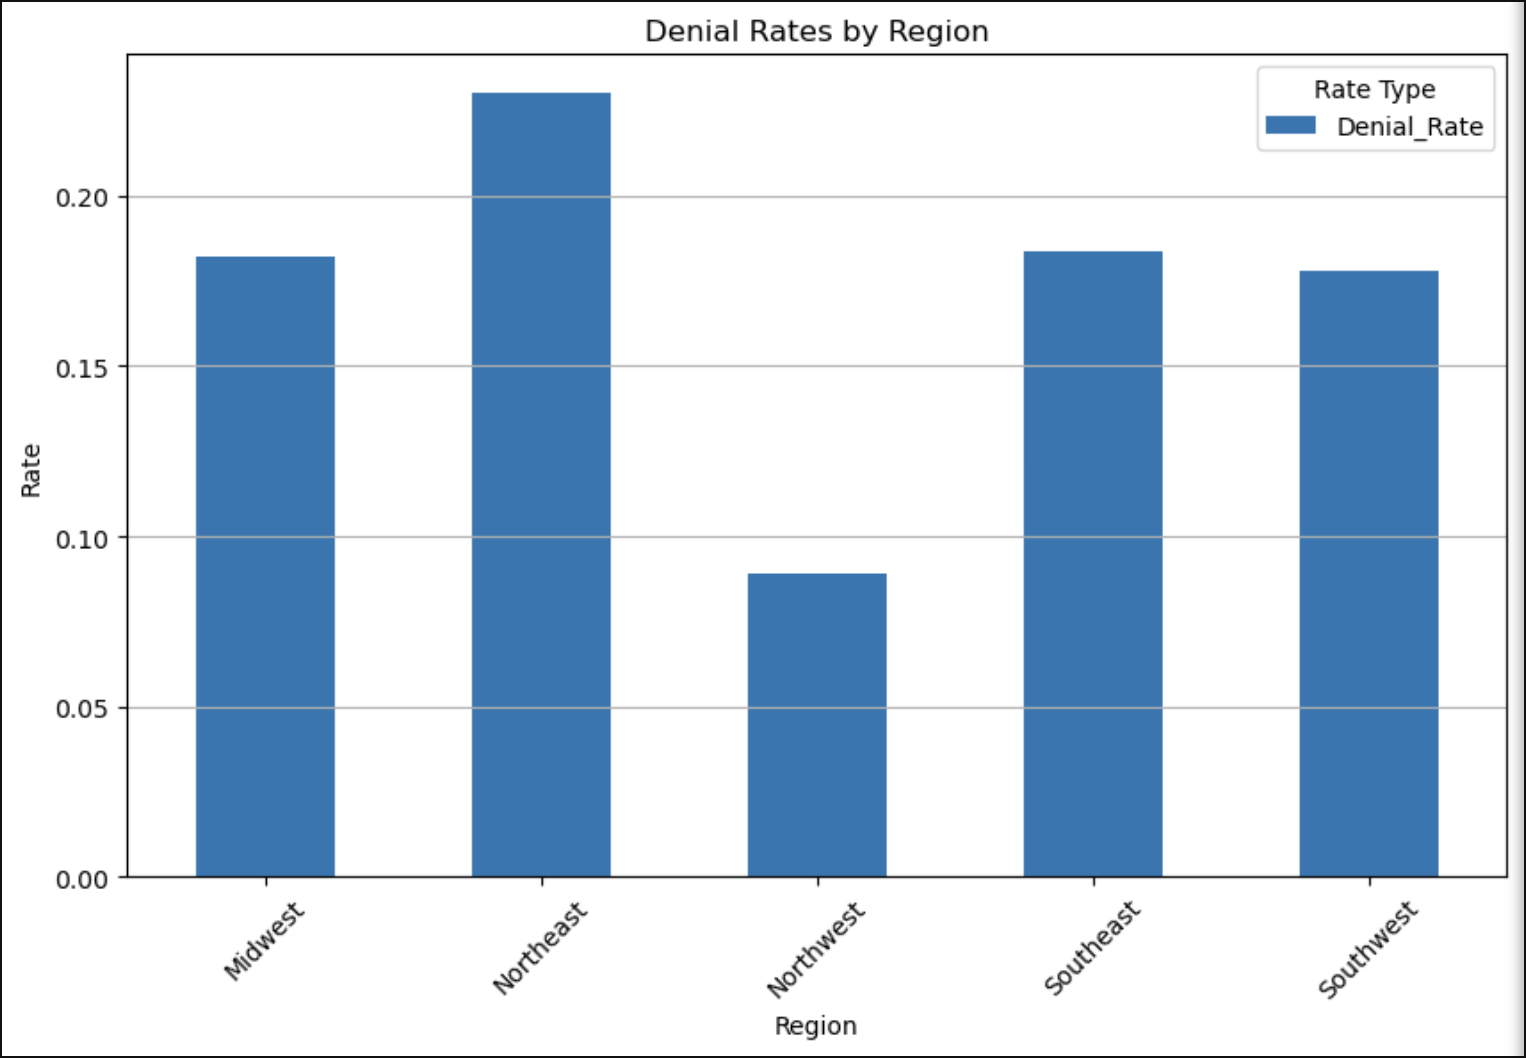 Denial Rates by Region
Rate Type
Denial_Rate
0.20
0.15
0.10
0.05
0.00
Rate
Midwest
Northeast
Northwest
Southeast
Southwest
Region